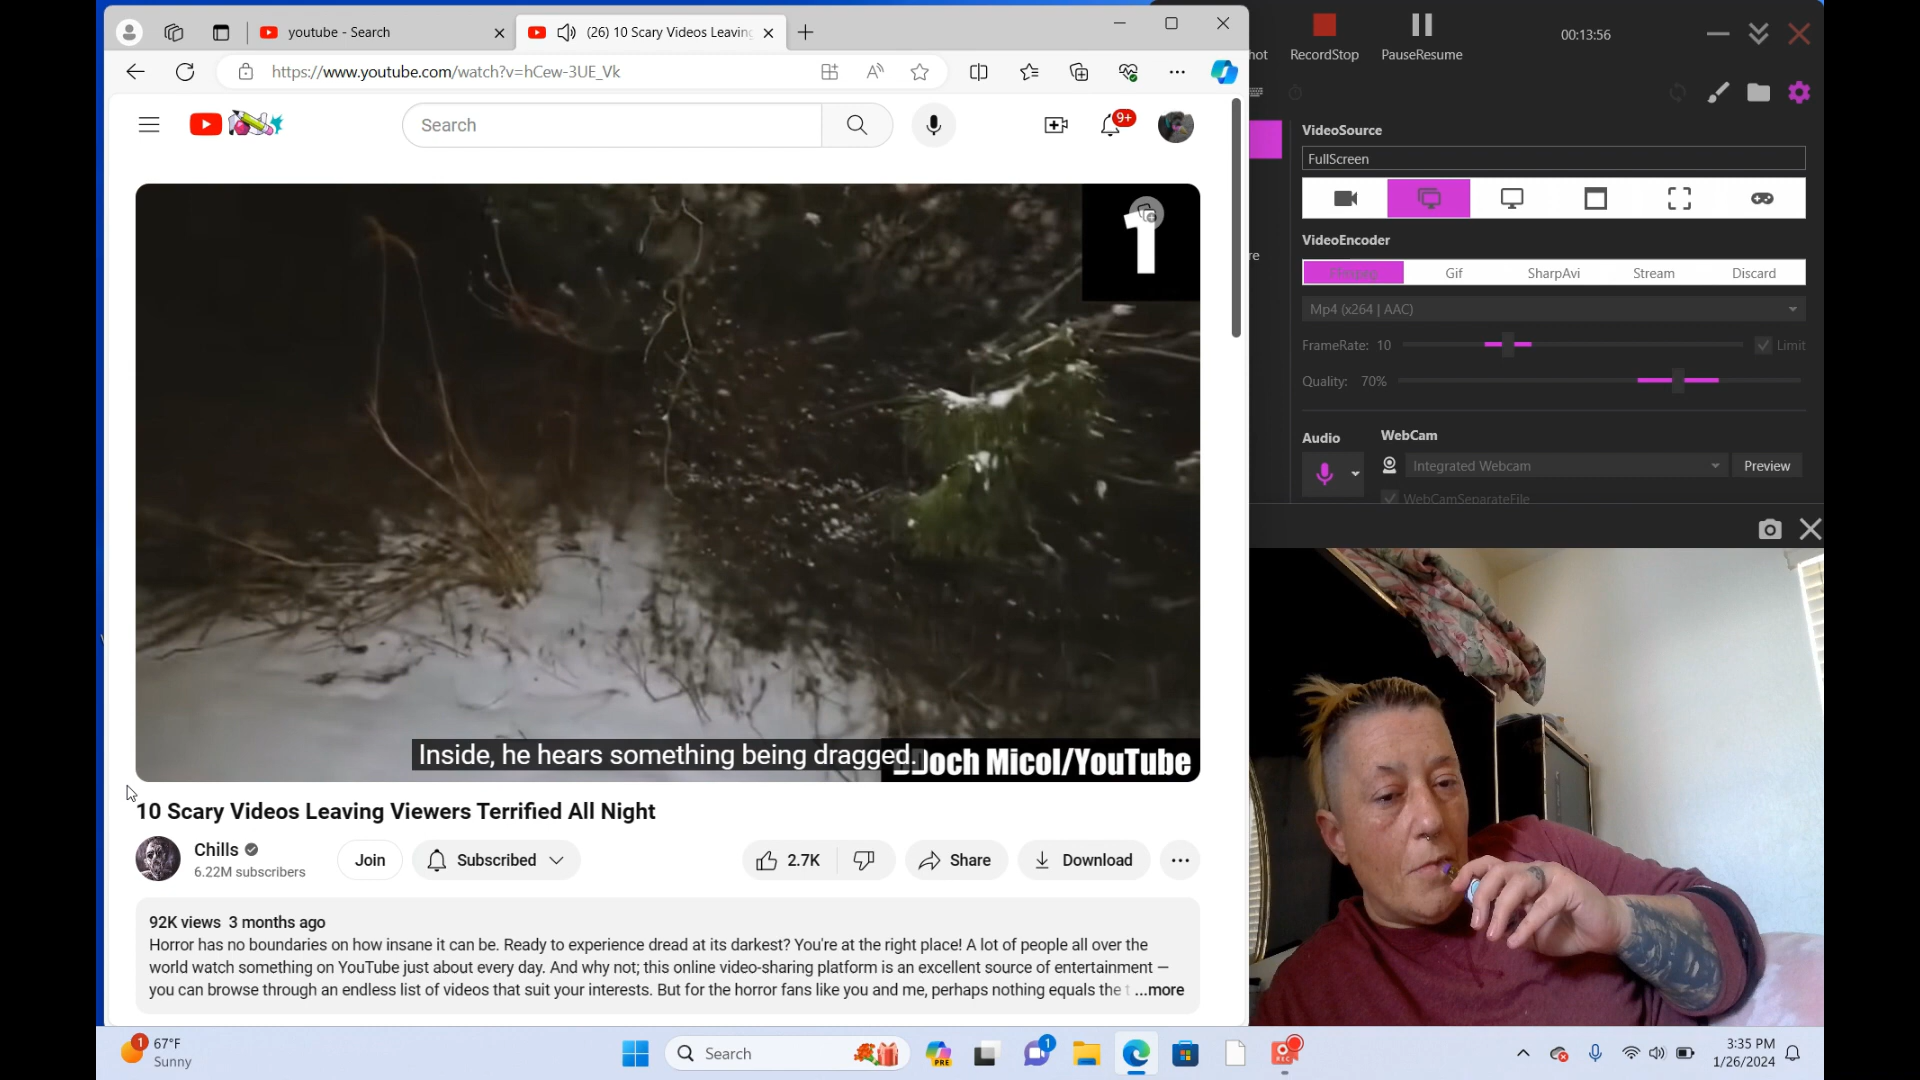 youtube - Search
(26) 10 Scary Videos Leaving
https://www.youtube.com/watch?v=hCew-3UE_Vk
Search
9+
1
Inside, he hears something being dragged.
Doch Micol/YouTube
10 Scary Videos Leaving Viewers Terrified All Night
Chills
6.22M subscribers
Join
Subscribed
2.7K
Share
Download
92K views 3 months ago
Horror has no boundaries on how insane it can be. Ready to experience dread at its darkest? You're at the right place! A lot of people all over the
world watch something on YouTube just about every day. And why not; this online video-sharing platform is an excellent source of entertainment —
you can browse through an endless list of videos that suit your interests. But for the horror fans like you and me, perhaps nothing equals the t ...more
hot
RecordStop
PauseResume
00:13:56
re
VideoSource
FullScreen
VideoEncoder
Gif
SharpAvi
Stream
Discard
Mp4 (x264 | AAC)
FrameRate: 10
Limit
Quality: 70%
Audio
WebCam
Integrated Webcam
Preview
WebCamSeparateFile
1
67°F
Sunny
Search
PRE
1
REC
3:35 PM
1/26/2024